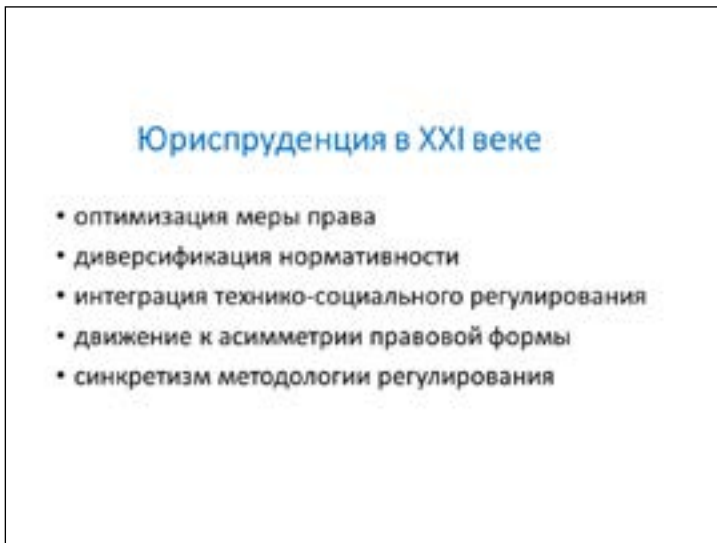 Юриспруденция в XXI веке
• оптимизация меры права
• диверсификация нормативности
• интеграция технико-социального регулирования
• движение к асимметрии правовой формы
• синкретизм методологии регулирования